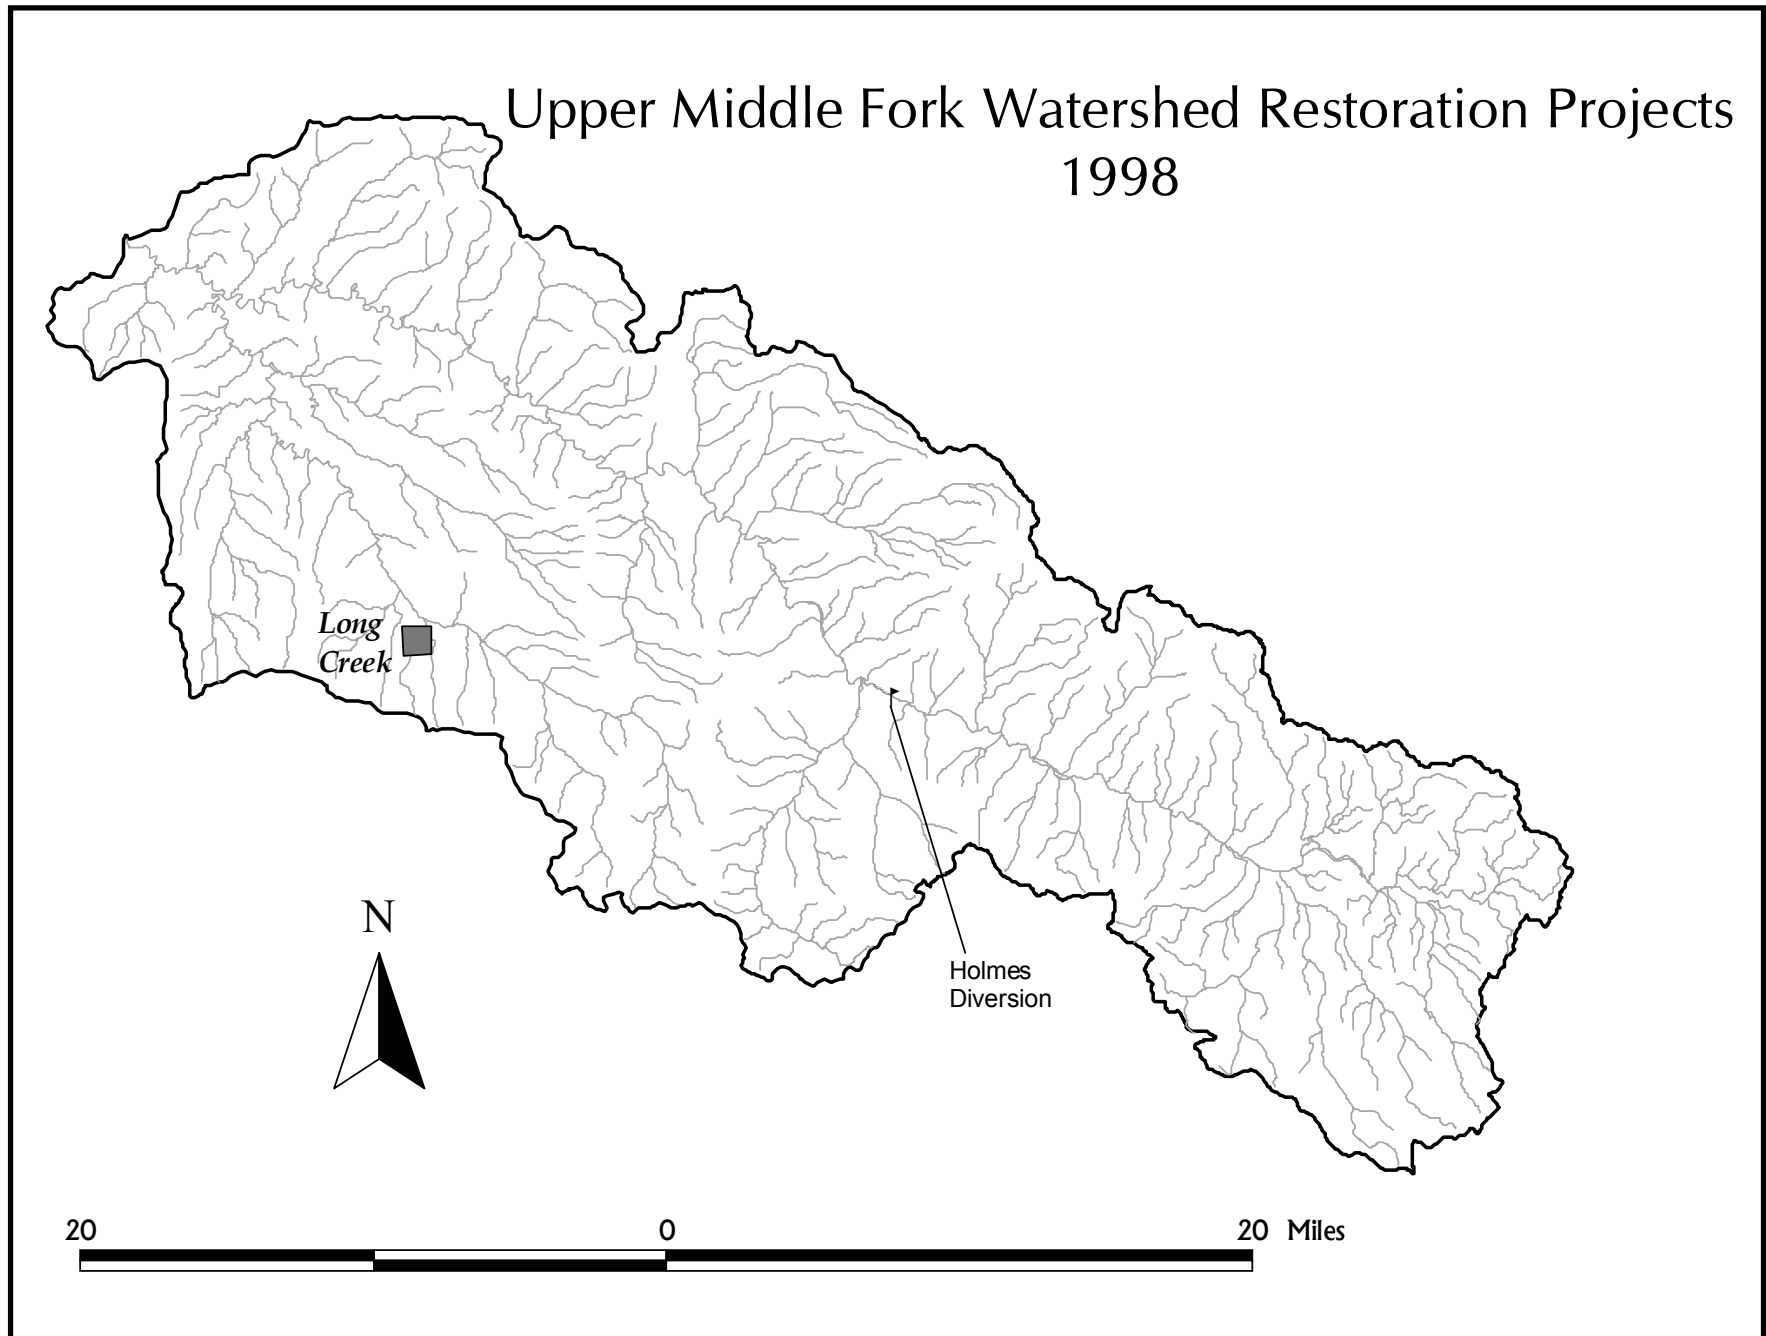 Upper Middle Fork Watershed Restoration Projects
1998
Long
Creek
N
Holmes
Diversion
20 0 20 Miles